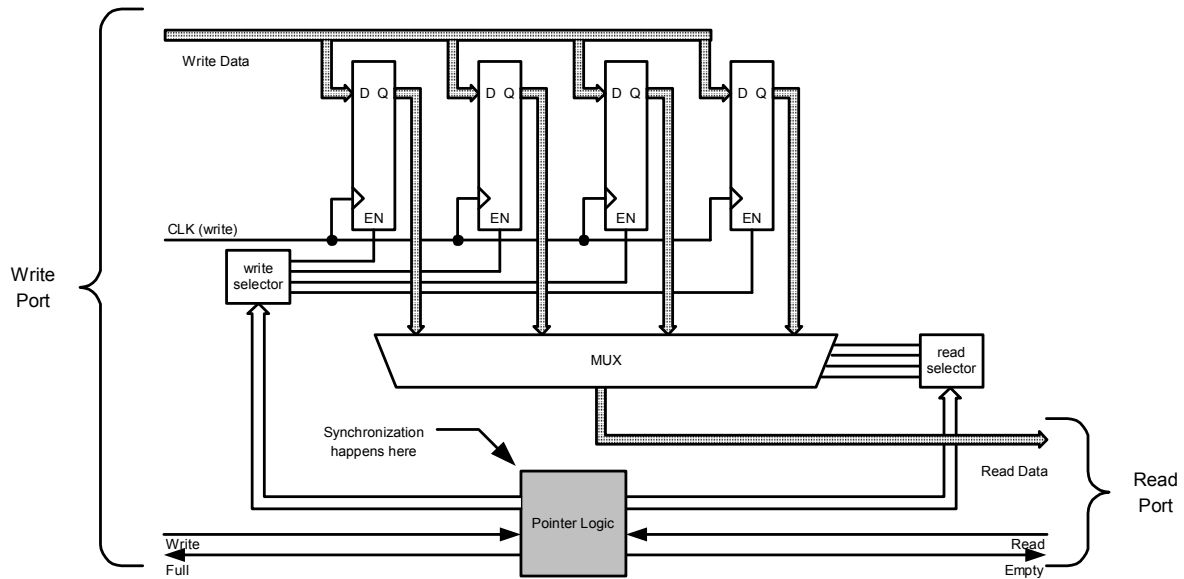 Write Data
D Q
D Q
D Q
D Q
EN
EN
EN
EN
CLK (write)
write
selector
Write
Port
MUX
read
selector
Synchronization
happens here
Read Data
Read
Port
Pointer Logic
Write
Read
Full
Empty